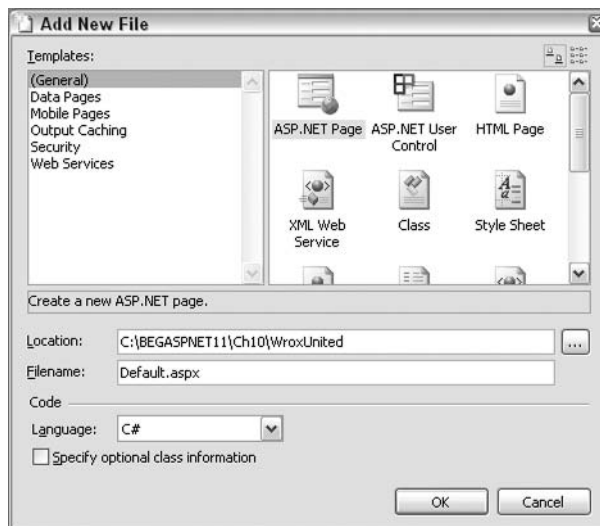 Add New File
Templates:
(General)
Data Pages
Mobile Pages
Output Caching
Security
Web Services
ASP.NET Page
ASP.NET User
Control
HTML Page
XML Web
Service
Class
Style Sheet
Create a new ASP.NET page.
Location:
C:\BEGASPNET11\Ch10\WroxUnited
...
Filename:
Default.aspx
Code
Language:
C#
Specify optional class information
OK
Cancel